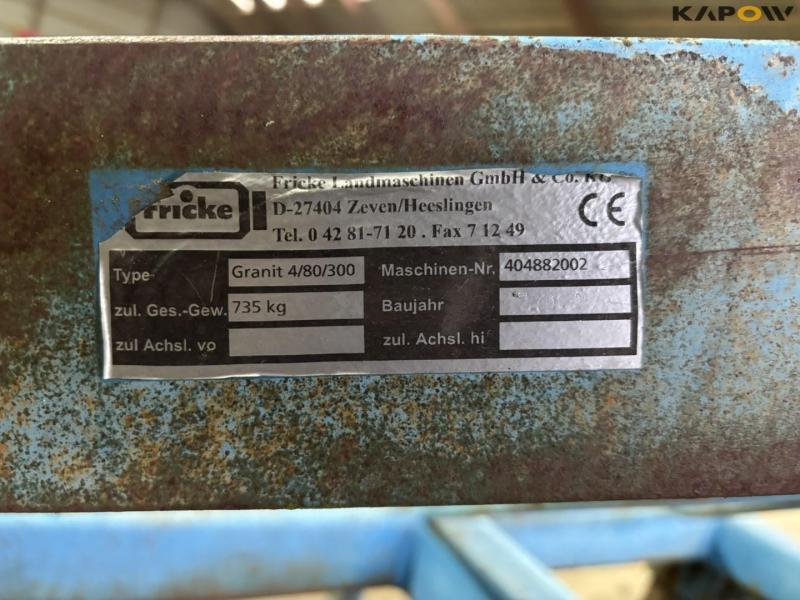 KAPOW
Fricke Landmaschinen GmbH & Co. KG
fricke
D-27404 Zeven/Heeslingen
CE
Tel. 0 42 81-71 20 . Fax 7 12 49
Type Granit 4/80/300 Maschinen-Nr. 404882002
zul. Ges.-Gew. 735 kg Baujahr
zul Achsl. vo zul. Achsl. hi